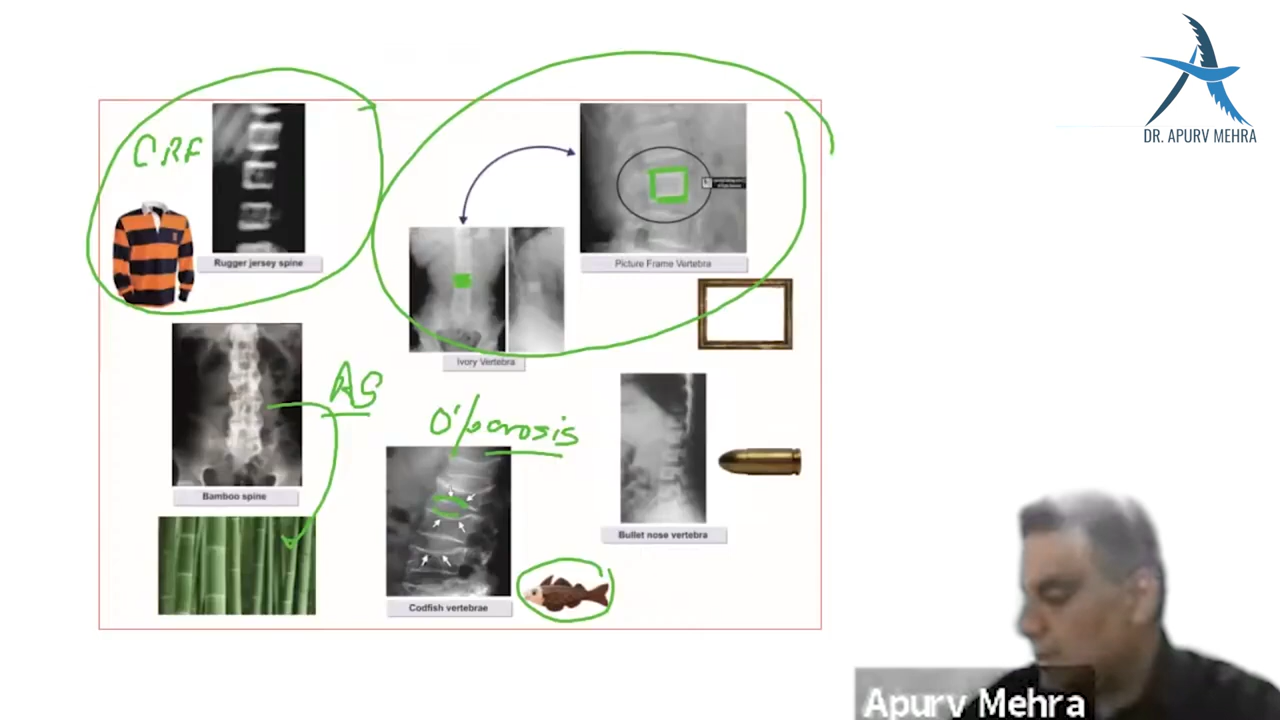 DR. APURV MEHRA
CRF
Rugger jersey spine
Picture Frame Vertebra
Ivory Vertebra
AS
Bamboo spine
O'porosis
Codfish vertebrae
Bullet nose vertebra
Apurv Mehra